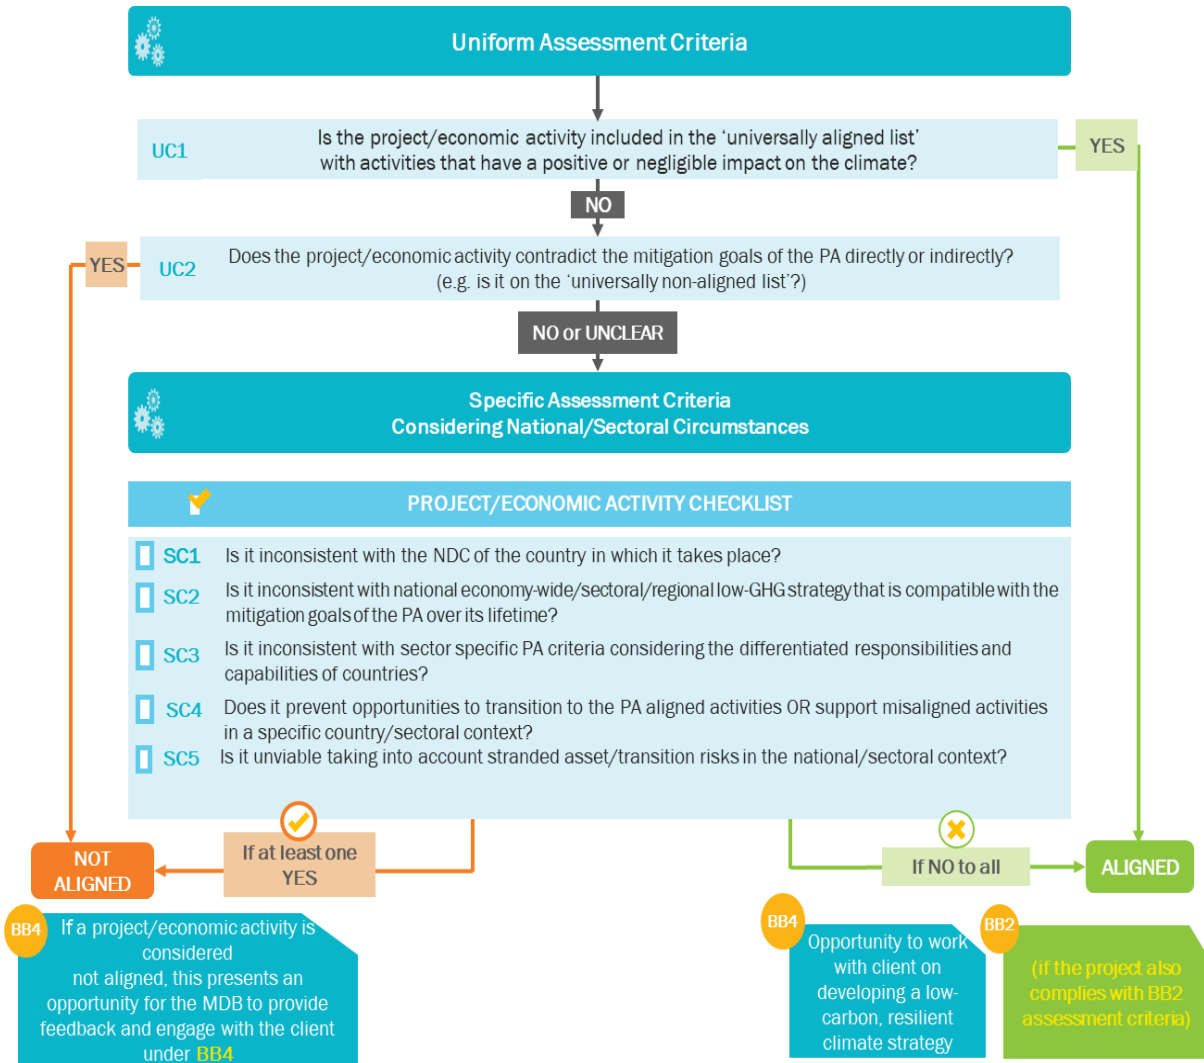 Uniform Assessment Criteria
UC1
Is the project/economic activity included in the ‘universally aligned list’
with activities that have a positive or negligible impact on the climate?
YES
NO
YES
UC2
Does the project/economic activity contradict the mitigation goals of the PA directly or indirectly?
(e.g. is it on the ‘universally non-aligned list’?)
NO or UNCLEAR
Specific Assessment Criteria
Considering National/Sectoral Circumstances
PROJECT/ECONOMIC ACTIVITY CHECKLIST
SC1 Is it inconsistent with the NDC of the country in which it takes place?
SC2 Is it inconsistent with national economy-wide/sectoral/regional low-GHG strategy that is compatible with the
mitigation goals of the PA over its lifetime?
SC3 Is it inconsistent with sector specific PA criteria considering the differentiated responsibilities and
capabilities of countries?
SC4 Does it prevent opportunities to transition to the PA aligned activities OR support misaligned activities
in a specific country/sectoral context?
SC5 Is it unviable taking into account stranded asset/transition risks in the national/sectoral context?
NOT
ALIGNED
If at least one
YES
If NO to all
ALIGNED
BB4
If a project/economic activity is
considered
not aligned, this presents an
opportunity for the MDB to provide
feedback and engage with the client
under BB4
BB4
Opportunity to work
with client on
developing a low-
carbon, resilient
climate strategy
BB2
(if the project also
complies with BB2
assessment criteria)